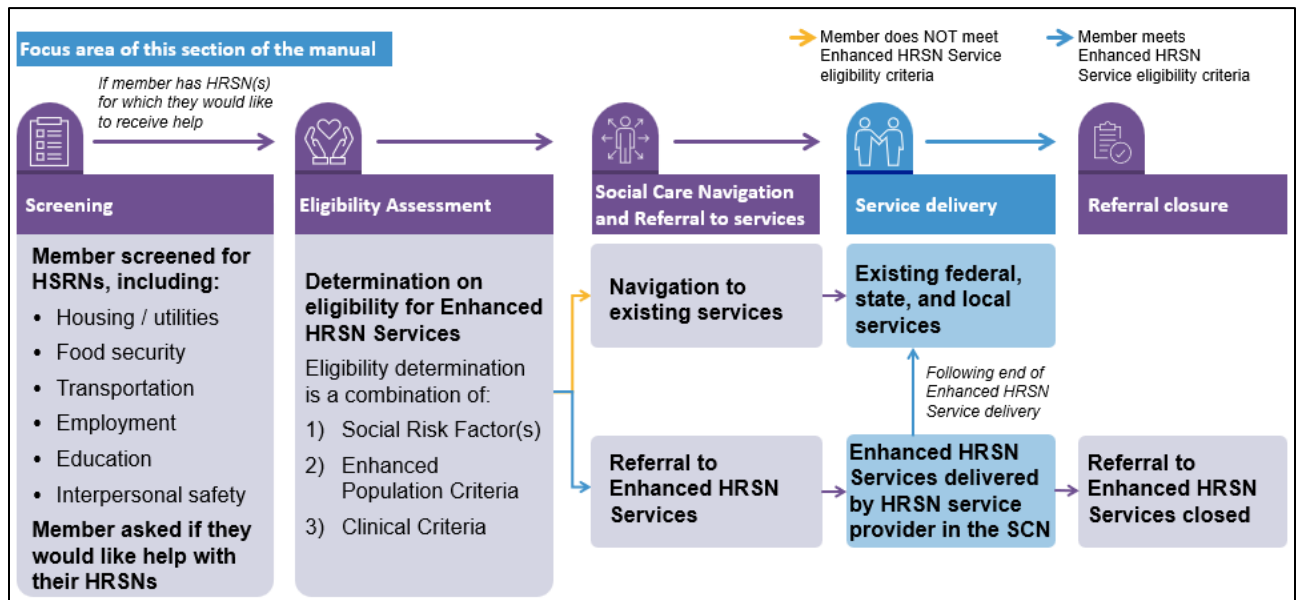 Focus area of this section of the manual
Member does NOT meet
Enhanced HRSN Service
eligibility criteria
Member meets
Enhanced HRSN
Service eligibility criteria
If member has HRSN(s)
for which they would like
to receive help
Screening
Eligibility Assessment
Social Care Navigation
and Referral to services
Service delivery
Referral closure
Member screened for
HSRNs, including:
• Housing / utilities
• Food security
• Transportation
• Employment
• Education
• Interpersonal safety
Member asked if they
would like help with
their HRSNs
Determination on
eligibility for Enhanced
HRSN Services
Eligibility determination
is a combination of:
1) Social Risk Factor(s)
2) Enhanced
Population Criteria
3) Clinical Criteria
Navigation to
existing services
Existing federal,
state, and local
services
Following end of
Enhanced HRSN
Service delivery
Referral to
Enhanced HRSN
Services
Enhanced HRSN
Services delivered
by HRSN service
provider in the SCN
Referral to
Enhanced HRSN
Services closed